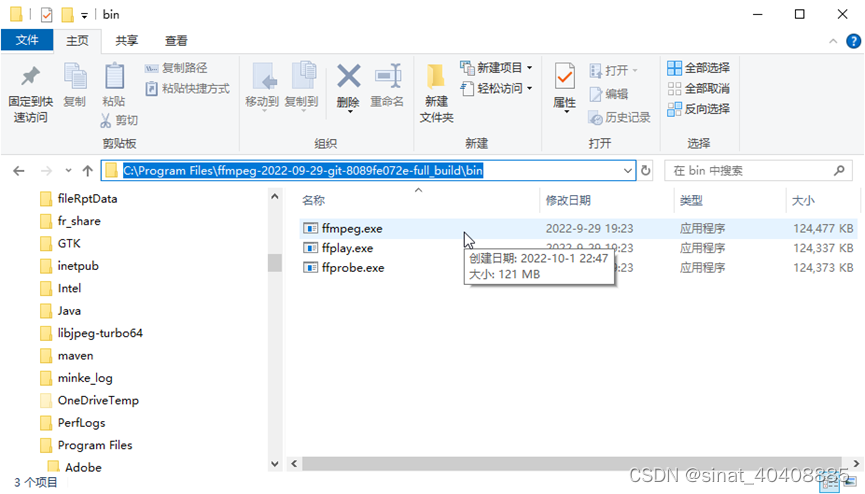 bin
文件 主页 共享 查看
固定到快速访问 复制 粘贴 复制路径 粘贴快捷方式 剪切
移动到 复制到 删除 重命名
新建文件夹 新建项目 轻松访问
属性 打开 编辑 历史记录
全部选择 全部取消 反向选择
剪贴板 组织 新建 打开 选择
C:\Program Files\ffmpeg-2022-09-29-git-8089fe072e-full_build\bin
在 bin 中搜索
fileRptData
fr_share
GTK
inetpub
Intel
Java
libjpeg-turbo64
maven
minke_log
OneDriveTemp
PerfLogs
Program Files
Adobe
名称 修改日期 类型 大小
ffmpeg.exe 2022-9-29 19:23 应用程序 124,477 KB
ffplay.exe 2022-9-29 19:23 应用程序 124,337 KB
ffprobe.exe :23 应用程序 124,373 KB
创建日期: 2022-10-1 22:47
大小: 121 MB
3 个项目
CSDN @sinat_40408885